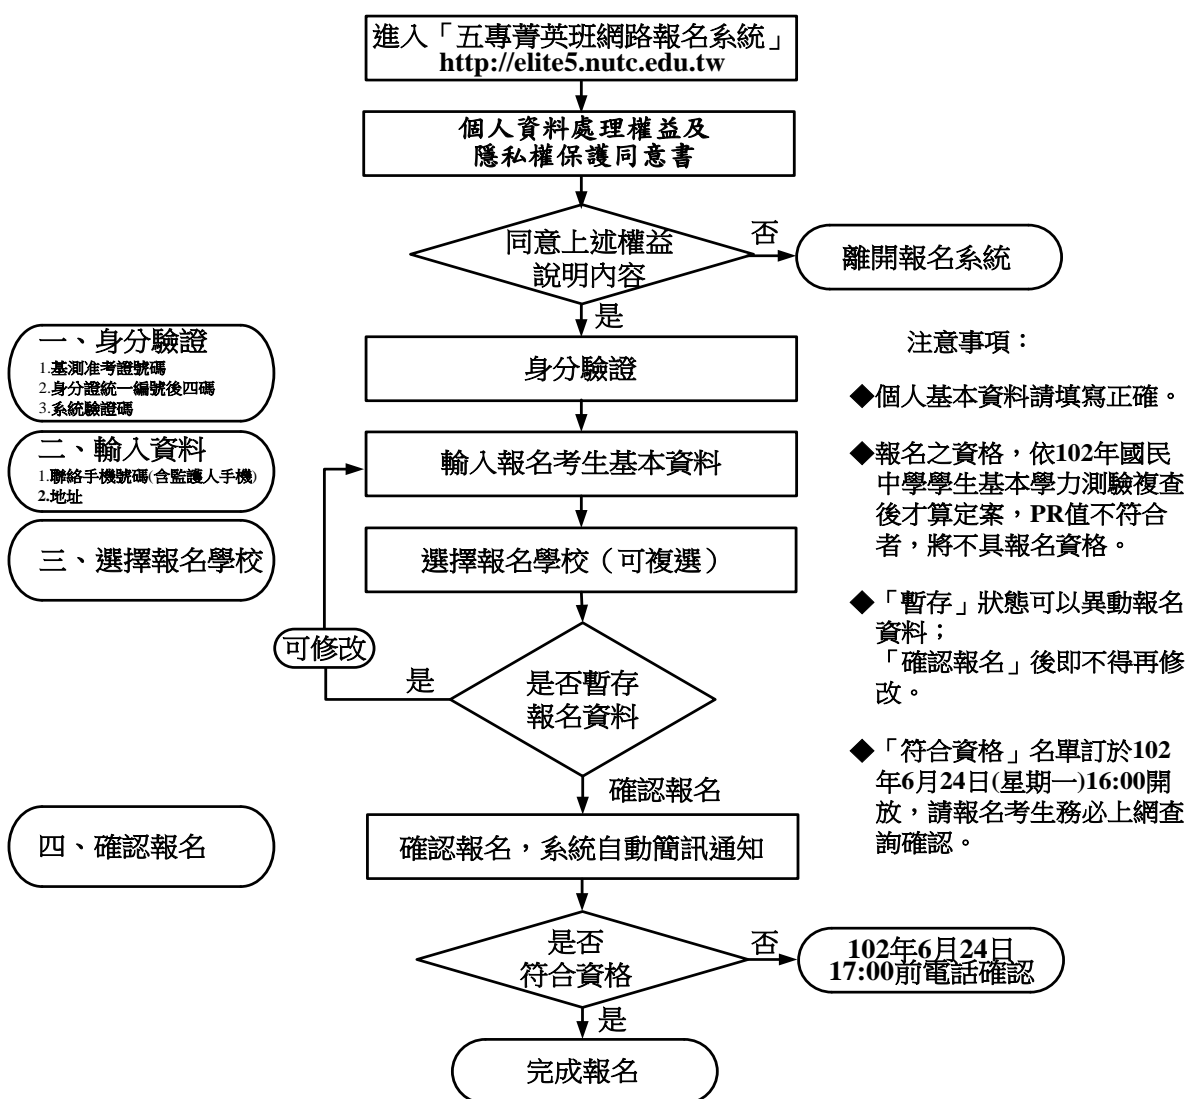 進入「五專菁英班網路報名系統」
http://elite5.nutc.edu.tw
個人資料處理權益及
隱私權保護同意書
同意上述權益
說明內容
否
離開報名系統
是
一、身分驗證
1.基測准考證號碼
2.身分證統一編號後四碼
3.系統驗證碼
身分驗證
二、輸入資料
1.聯絡手機號碼(含監護人手機)
2.地址
輸入報名考生基本資料
三、選擇報名學校
選擇報名學校（可複選）
可修改
是
是否暫存
報名資料
確認報名
四、確認報名
確認報名，系統自動簡訊通知
是否
符合資格
否
102年6月24日
17:00前電話確認
是
完成報名
注意事項：
◆個人基本資料請填寫正確。
◆報名之資格，依102年國民
中學學生基本學力測驗複查
後才算定案，PR值不符合
者，將不具報名資格。
◆「暫存」狀態可以異動報名
資料；
「確認報名」後即不得再修
改。
◆「符合資格」名單訂於102
年6月24日(星期一)16:00開
放，請報名考生務必上網查
詢確認。